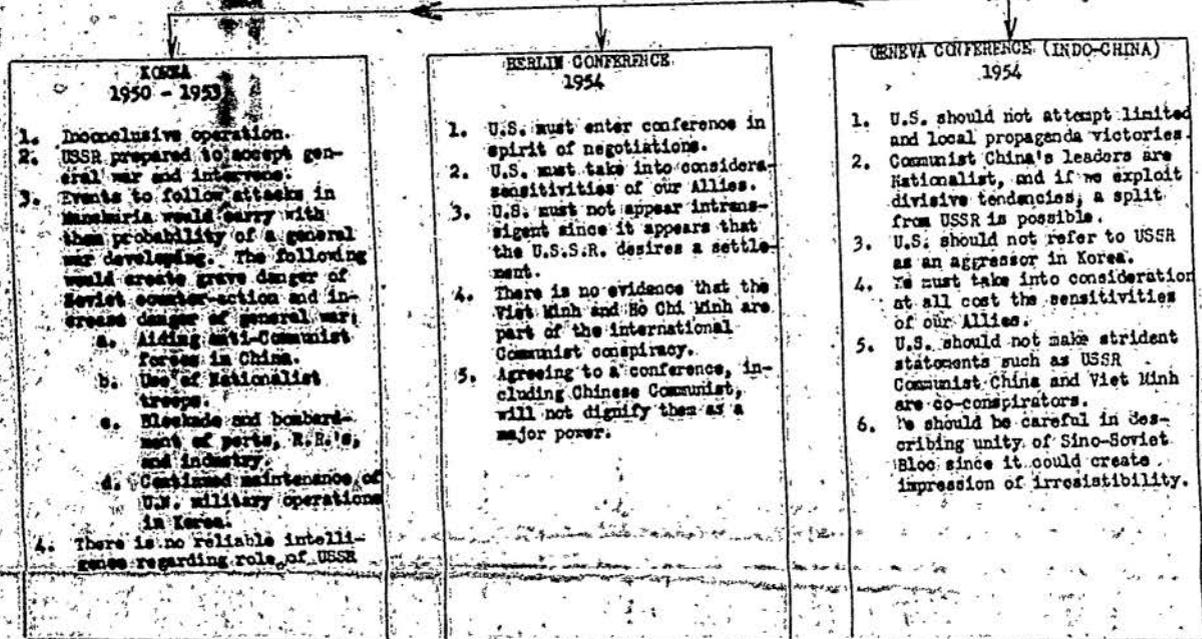 KOREA
1950 - 1953
1. Inconclusive operation.
2. USSR prepared to accept gen-
eral war and intervene.
3. Events to follow attacks in
Manchuria would carry with
them probability of a general
war developing. The following
would create grave danger of
Soviet counter-action and in-
crease danger of general war:
a. Aiding anti-Communist
forces in China.
b. Use of Nationalist
troops.
c. Blockade and bombard-
ment of ports, R.R.'s,
and industry.
d. Continued maintenance of
U.N. military operations
in Korea.
4. There is no reliable intelli-
gence regarding role of USSR
BERLIN CONFERENCE
1954
1. U.S. must enter conference in
spirit of negotiations.
2. U.S. must take into considera-
sensitivities of our Allies.
3. U.S. must not appear intran-
sigent since it appears that
the U.S.S.R. desires a settle-
ment.
4. There is no evidence that the
Viet Minh and Ho Chi Minh are
part of the international
Communist conspiracy.
5. Agreeing to a conference, in-
cluding Chinese Communist,
will not dignify them as a
major power.
GENEVA CONFERENCE (INDO-CHINA)
1954
1. U.S. should not attempt limited
and local propaganda victories.
2. Communist China's leaders are
Nationalist, and if we exploit
divisive tendencies, a split
from USSR is possible.
3. U.S. should not refer to USSR
as an aggressor in Korea.
4. We must take into consideration
at all cost the sensitivities
of our Allies.
5. U.S. should not make strident
statements such as USSR
Communist China and Viet Minh
are co-conspirators.
6. We should be careful in des-
cribing unity of Sino-Soviet
Bloc since it could create
impression of irresistibility.